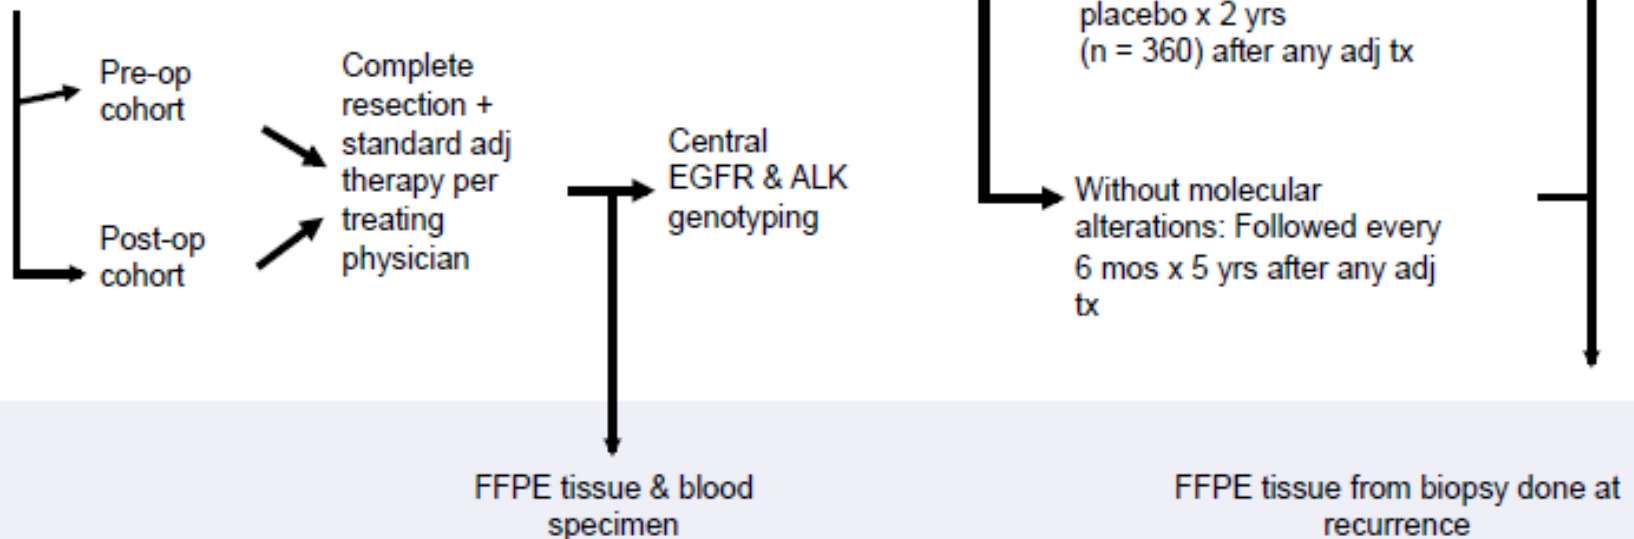 Pre-op
cohort
Post-op
cohort
Complete
resection +
standard adj
therapy per
treating
physician
Central
EGFR & ALK
genotyping
placebo x 2 yrs
(n = 360) after any adj tx
Without molecular
alterations: Followed every
6 mos x 5 yrs after any adj
tx
FFPE tissue & blood
specimen
FFPE tissue from biopsy done at
recurrence